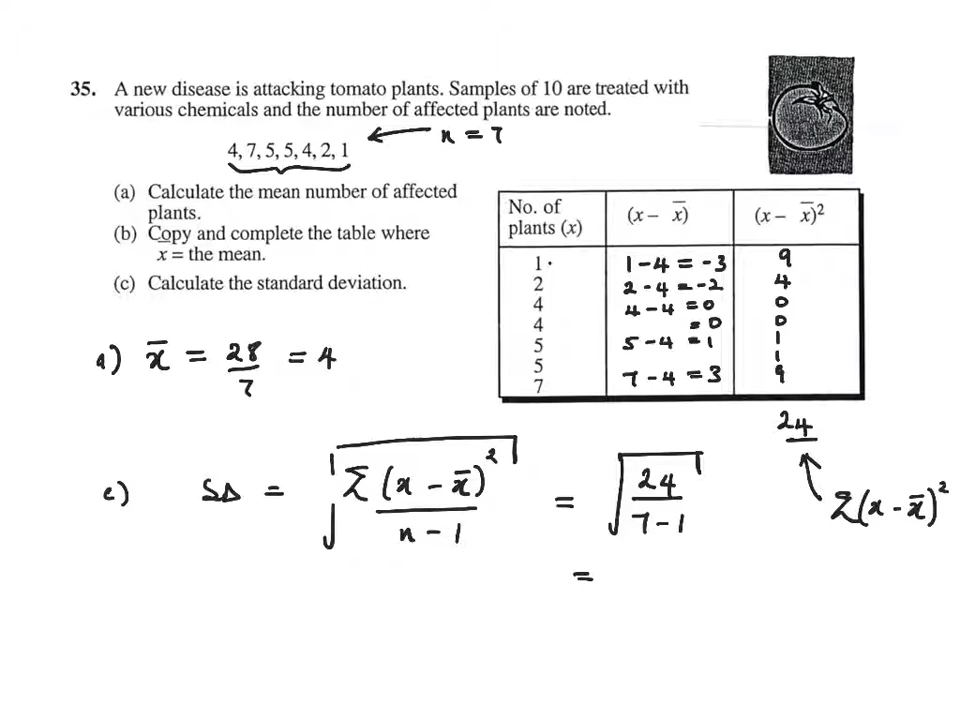 35. A new disease is attacking tomato plants. Samples of 10 are treated with
various chemicals and the number of affected plants are noted.
4, 7, 5, 5, 4, 2, 1 ← n = 7
(a) Calculate the mean number of affected
plants.
(b) Copy and complete the table where
x = the mean.
(c) Calculate the standard deviation.
No. of plants (x) (x – x̄) (x – x̄)²
1 · 1 - 4 = -3 9
2 2 - 4 = -2 4
4 4 - 4 = 0 0
4 = 0 0
5 5 - 4 = 1 1
5 1
7 7 - 4 = 3 9
24
a) x̄ = 28/7 = 4
c) SD = √(Σ(x - x̄)²/(n - 1)) = √(24/(7 - 1))
Σ(x - x̄)²
=